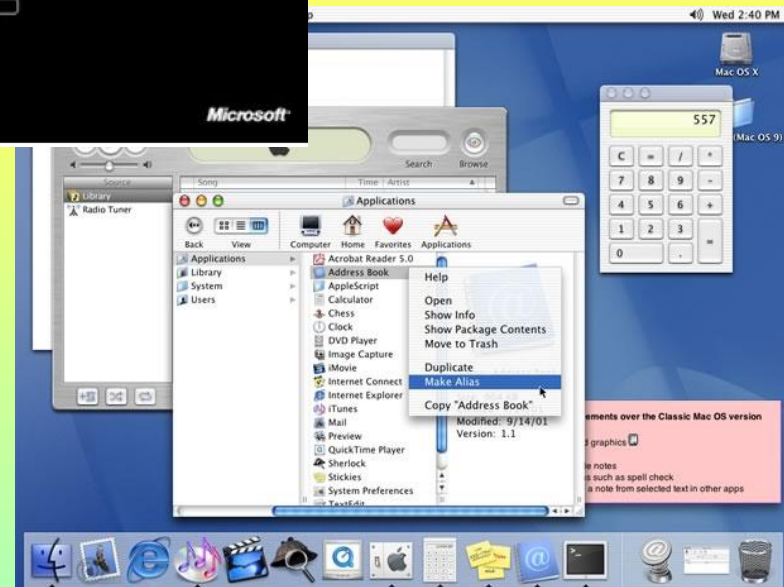 p
Wed 2:40 PM
Mac OS X
Microsoft
557
(Mac OS 9)
Search
Browse
C = / *
7 8 9 -
4 5 6 +
1 2 3 =
0 .
Source
Song Time Artist
Library
Radio Tuner
Applications
Back View Computer Home Favorites Applications
Applications
Library
System
Users
Acrobat Reader 5.0
Address Book
AppleScript
Calculator
Chess
Clock
DVD Player
Image Capture
iMovie
Internet Connect
Internet Explorer
iTunes
Mail
Preview
QuickTime Player
Sherlock
Stickies
System Preferences
TextEdit
Help
Open
Show Info
Show Package Contents
Move to Trash
Duplicate
Make Alias
Copy "Address Book"
Modified: 9/14/01
Version: 1.1
ements over the Classic Mac OS version
d graphics
le notes
s such as spell check
a note from selected text in other apps